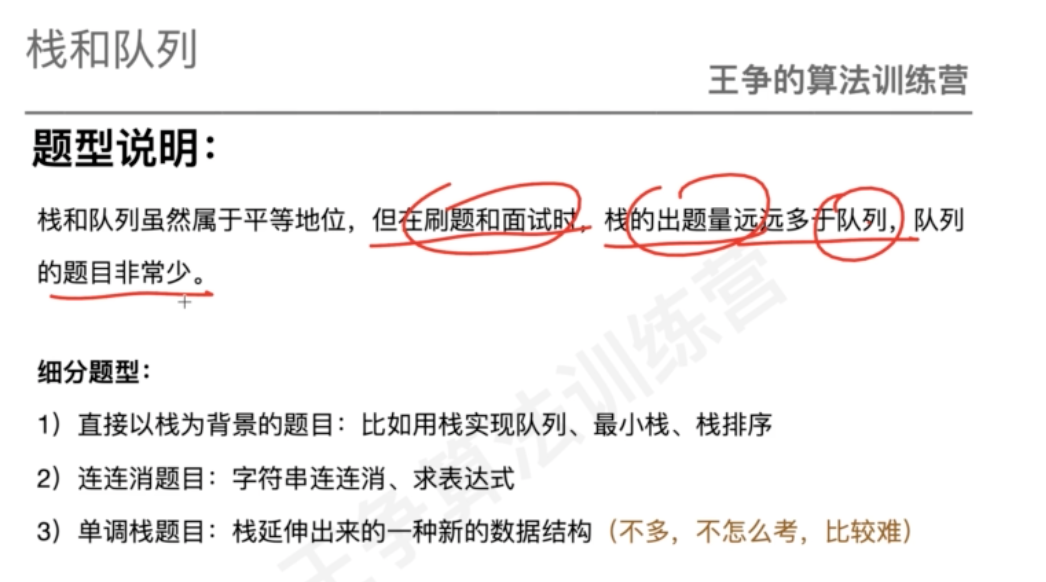 栈和队列
王争的算法训练营
题型说明：
栈和队列虽然属于平等地位，但在刷题和面试时，栈的出题量远远多于队列，队列
的题目非常少。
细分题型：
1）直接以栈为背景的题目：比如用栈实现队列、最小栈、栈排序
2）连连消题目：字符串连连消、求表达式
3）单调栈题目：栈延伸出来的一种新的数据结构（不多，不怎么考，比较难）
王争算法训练营